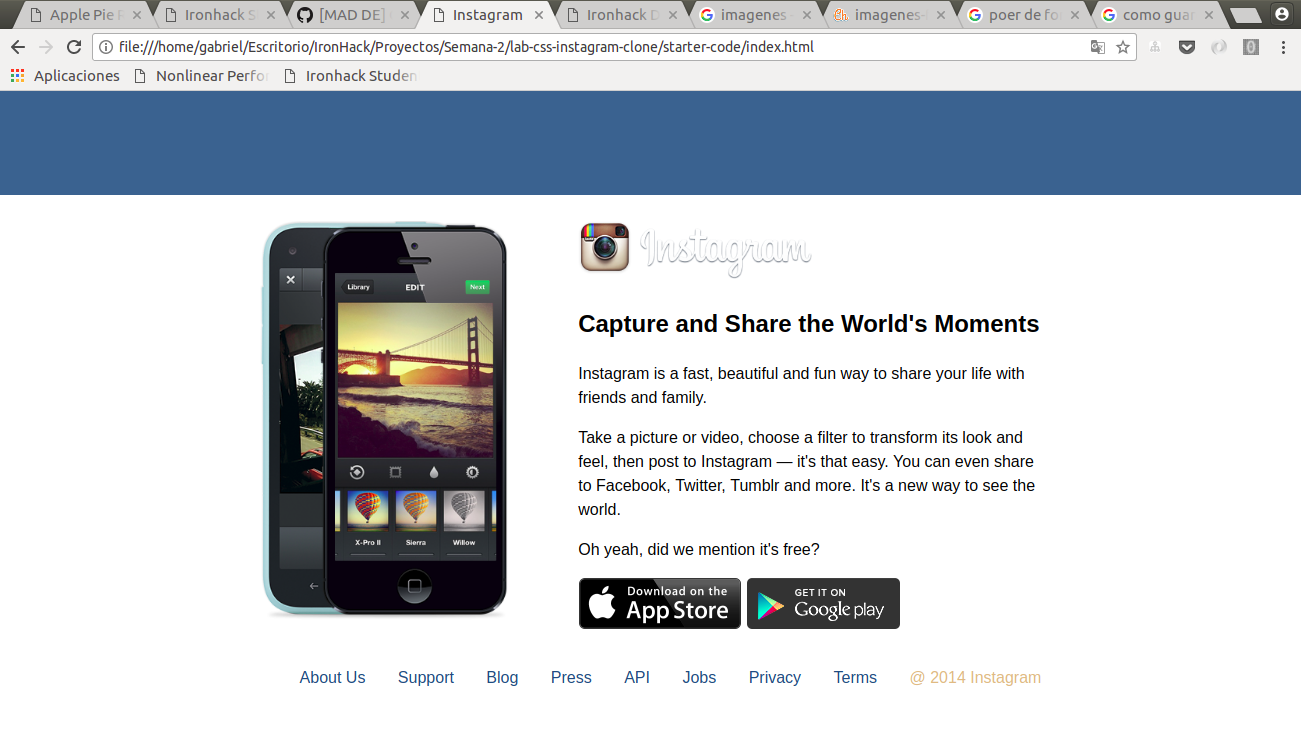 Apple Pie
Ironhack S
[MAD DE]
Instagram
Ironhack D
imagenes
imagenes-
poer de fo
como guar
file:///home/gabriel/Escritorio/IronHack/Proyectos/Semana-2/lab-css-instagram-clone/starter-code/index.html
Aplicaciones
Nonlinear Perfo
Ironhack Studen
Library
EDIT
Next
X-Pro II
Sierra
Willow
Instagram
Capture and Share the World's Moments
Instagram is a fast, beautiful and fun way to share your life with
friends and family.
Take a picture or video, choose a filter to transform its look and
feel, then post to Instagram — it's that easy. You can even share
to Facebook, Twitter, Tumblr and more. It's a new way to see the
world.
Oh yeah, did we mention it's free?
Download on the
App Store
GET IT ON
Google play
About Us Support Blog Press API Jobs Privacy Terms @ 2014 Instagram